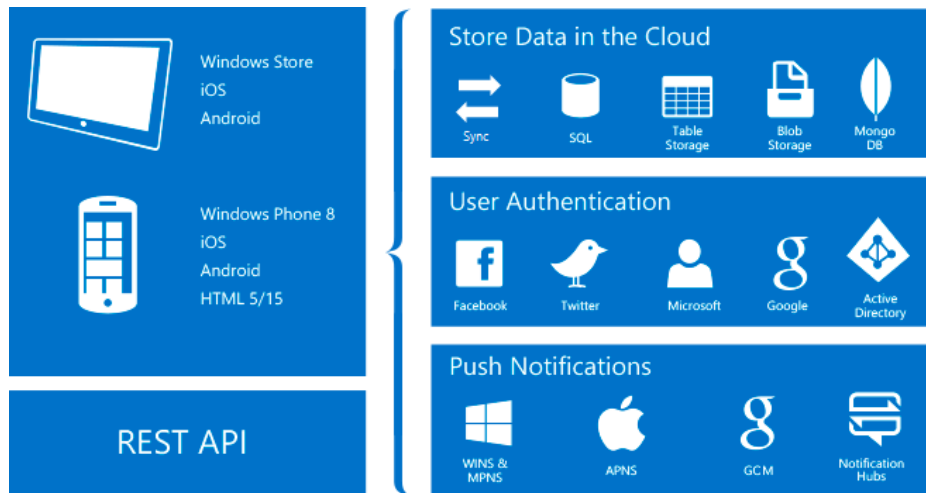 Windows Store
iOS
Android
Windows Phone 8
iOS
Android
HTML 5/15
REST API
Store Data in the Cloud
Sync
SQL
Table
Storage
Blob
Storage
Mongo
DB
User Authentication
Facebook
Twitter
Microsoft
Google
Active
Directory
Push Notifications
WINS &
MPNS
APNS
GCM
Notification
Hubs